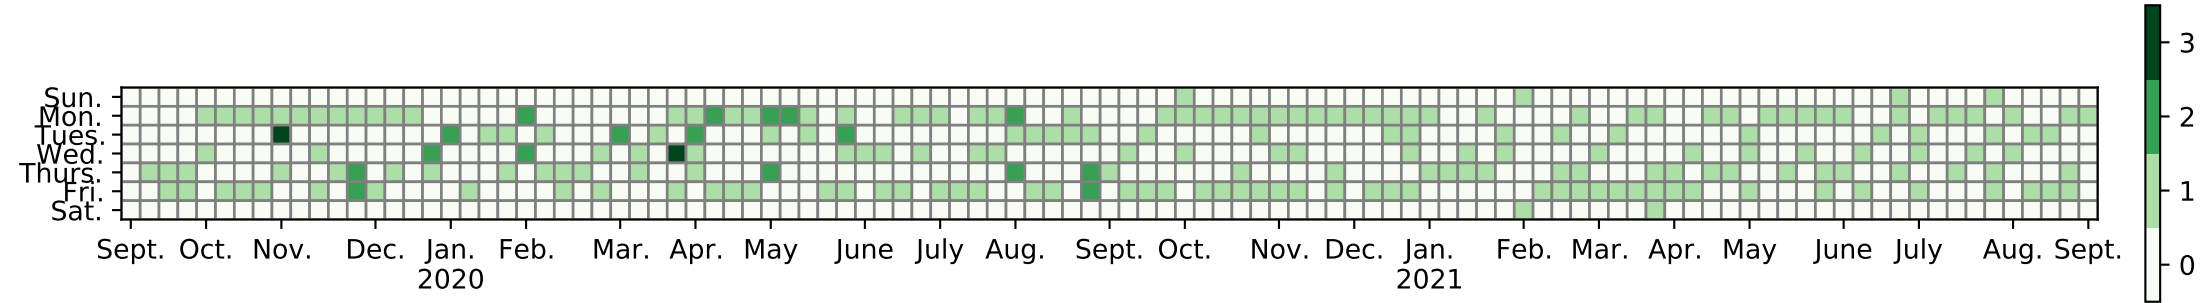 Sun.
Mon.
Tues.
Wed.
Thurs.
Fri.
Sat.
Sept. Oct. Nov. Dec. Jan. Feb. Mar. Apr. May June July Aug. Sept. Oct. Nov. Dec. Jan. Feb. Mar. Apr. May June July Aug. Sept.
2020 2021
3
2
1
0